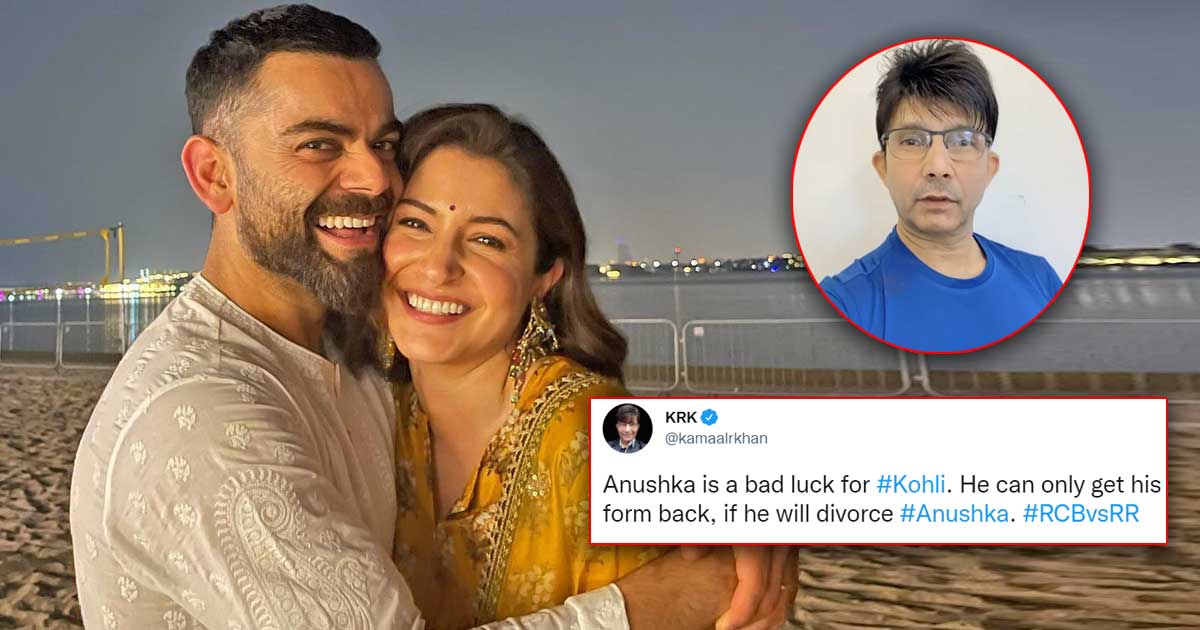 KRK
@kamaalrkhan
Anushka is a bad luck for #Kohli. He can only get his
form back, if he will divorce #Anushka. #RCBvsRR